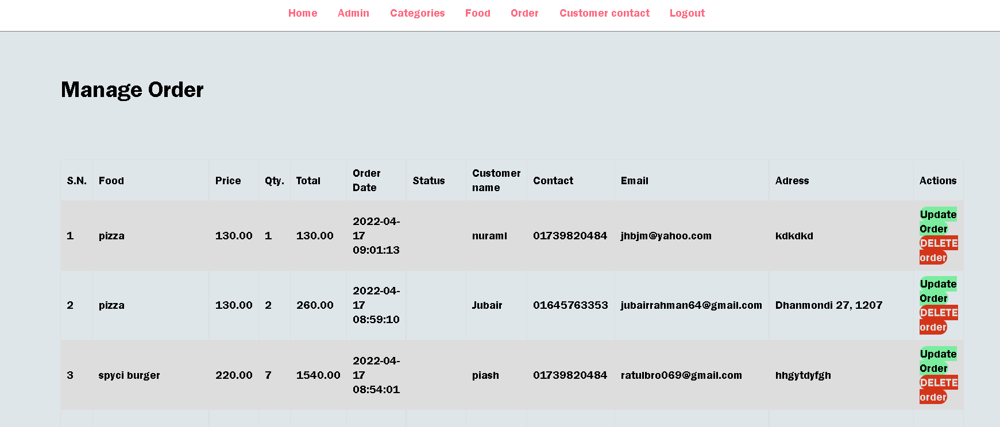 Home Admin Categories Food Order Customer contact Logout
Manage Order
S.N. Food Price Qty. Total Order Date Status Customer name Contact Email Adress Actions
1 pizza 130.00 1 130.00 2022-04-17 09:01:13 nuraml 01739820484 jhbjm@yahoo.com kdkdkd Update Order DELETE order
2 pizza 130.00 2 260.00 2022-04-17 08:59:10 Jubair 01645763353 jubairrahman64@gmail.com Dhanmondi 27, 1207 Update Order DELETE order
3 spyci burger 220.00 7 1540.00 2022-04-17 08:54:01 piash 01739820484 ratulbro069@gmail.com hhgytdyfgh Update Order DELETE order